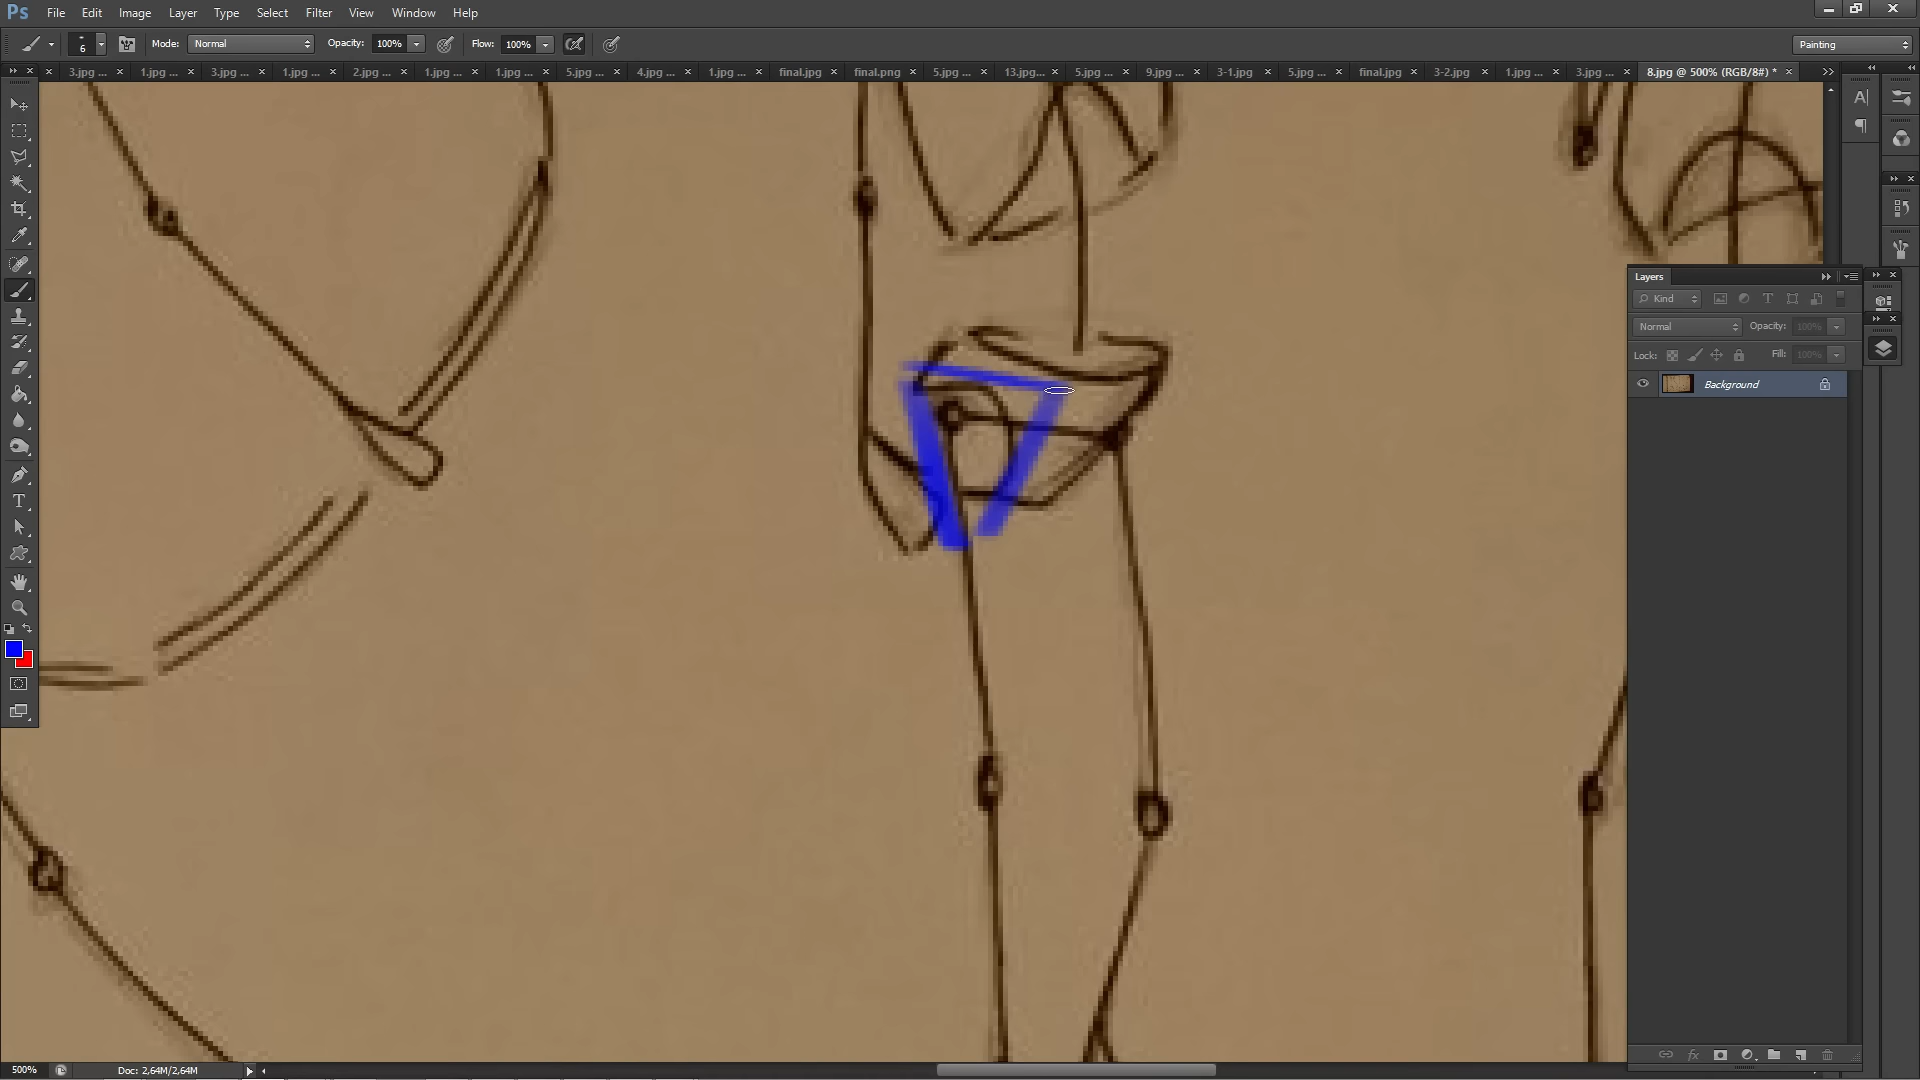 Ps File Edit Image Layer Type Select Filter View Window Help
6 Mode: Normal Opacity: 100% Flow: 100% Painting
3.jpg ... 1.jpg ... 3.jpg ... 1.jpg ... 2.jpg ... 1.jpg ... 1.jpg ... 5.jpg ... 4.jpg ... 1.jpg ... final.jpg final.png 5.jpg ... 13.jpg... 5.jpg ... 9.jpg ... 3-1.jpg 5.jpg ... final.jpg 3-2.jpg 1.jpg ... 3.jpg ... 8.jpg @ 500% (RGB/8#) *
Layers
Kind
Normal Opacity: 100%
Lock: Fill: 100%
Background
fx
500% Doc: 2,64M/2,64M